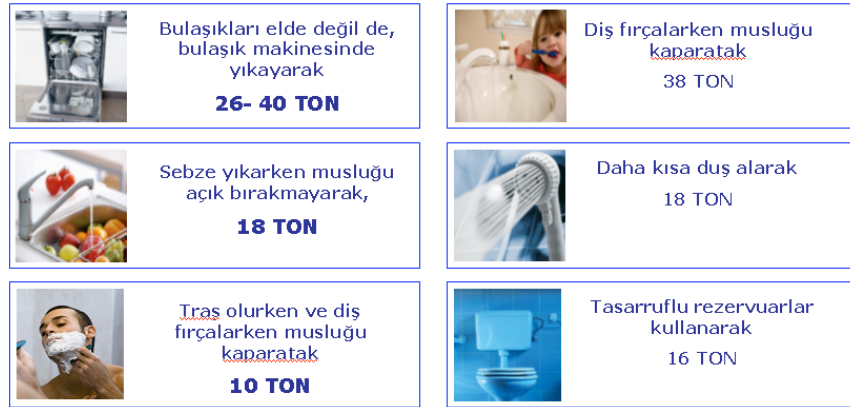 Bulaşıkları elde değil de,
bulaşık makinesinde
yıkayarak
26- 40 TON
Diş fırçalarken musluğu
kaparatak
38 TON
Sebze yıkarken musluğu
açık bırakmayarak,
18 TON
Daha kısa duş alarak
18 TON
Tras olurken ve diş
fırçalarken musluğu
kaparatak
10 TON
Tasarruflu rezervuarlar
kullanarak
16 TON